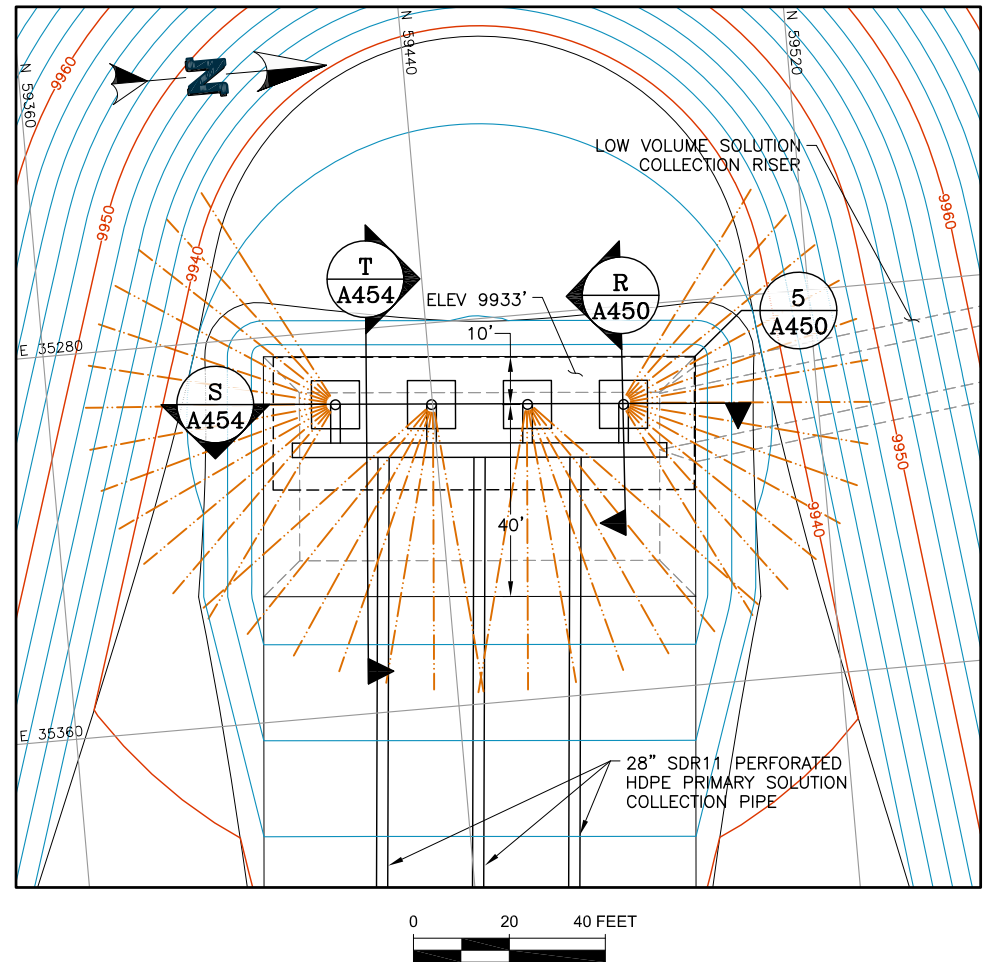 N 59360
9960
N
N 59440
N 59520
LOW VOLUME SOLUTION
COLLECTION RISER
9950
9940
9960
T
A454
ELEV 9933'
R
A450
5
A450
10'
E 35280
S
A454
9950
9940
40'
E 35360
28" SDR11 PERFORATED
HDPE PRIMARY SOLUTION
COLLECTION PIPE
0 20 40 FEET